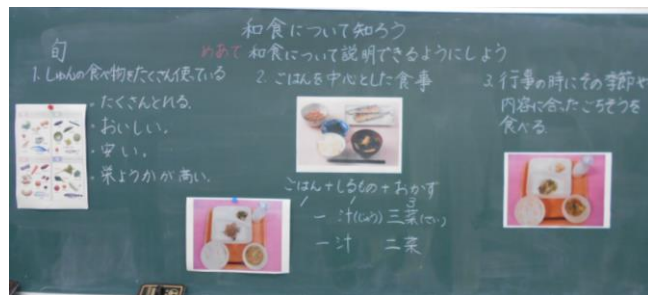 和食について知ろう
旬
めあて 和食について説明できるようにしよう
1. しゅんの食べ物をたくさん使っている
・たくさんとれる。
・おいしい。
・安い。
・栄ようかが高い。
2. ごはんを中心とした食事
ごはん+しるもの+おかず
3
一汁(じゅう)三菜(さい)
一汁 二菜
3. 行事の時にその季節や
内容に合ったごちそうを
食べる